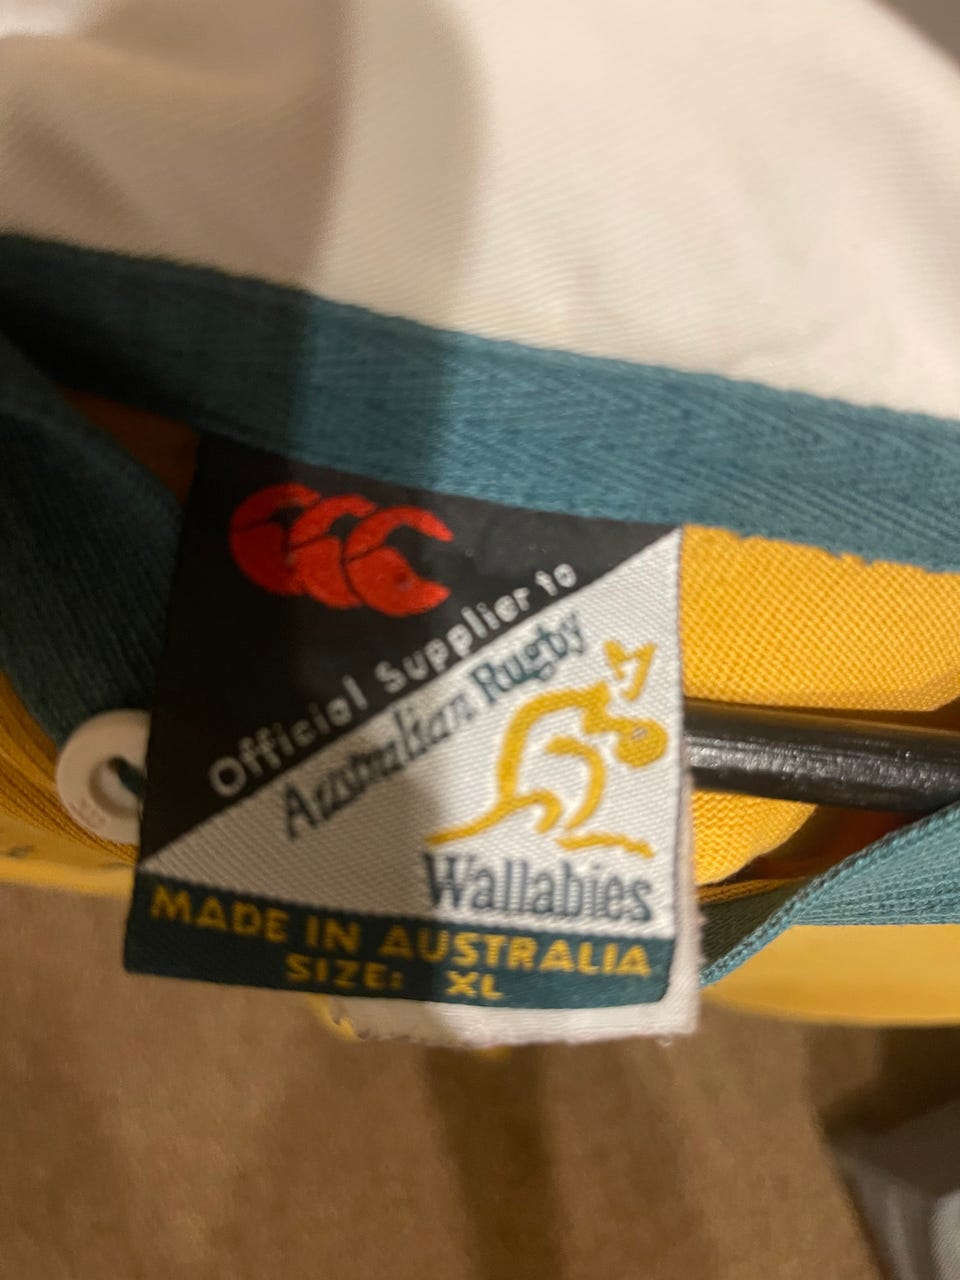 Official Supplier to
Australian Rugby
Wallabies
MADE IN AUSTRALIA
SIZE: XL